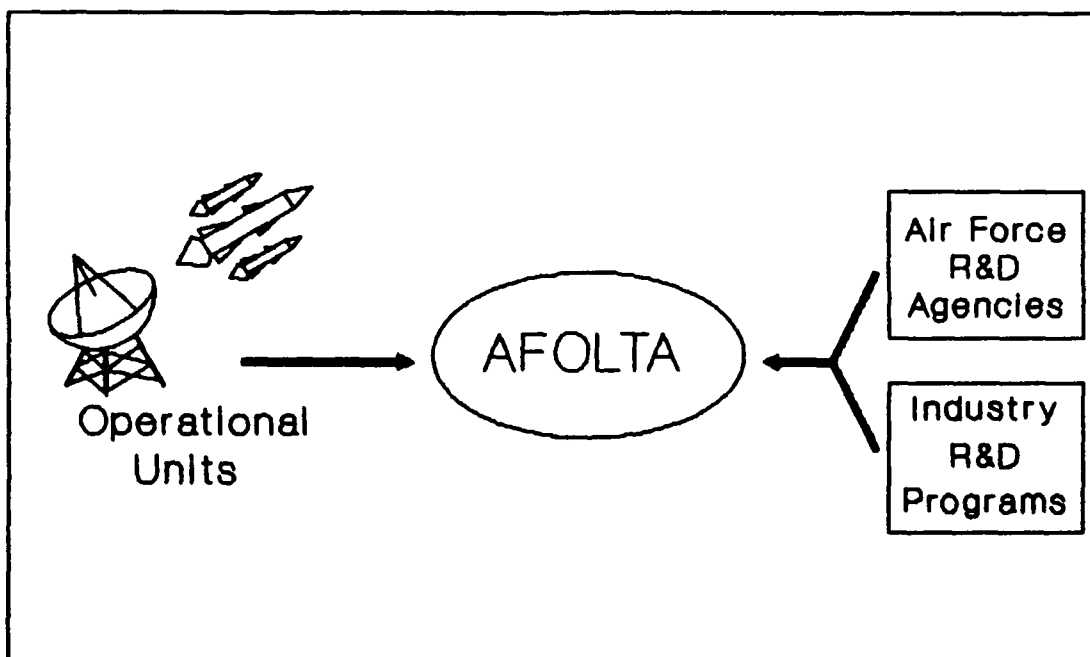 Operational
Units
AFOLTA
Air Force
R&D
Agencies
Industry
R&D
Programs